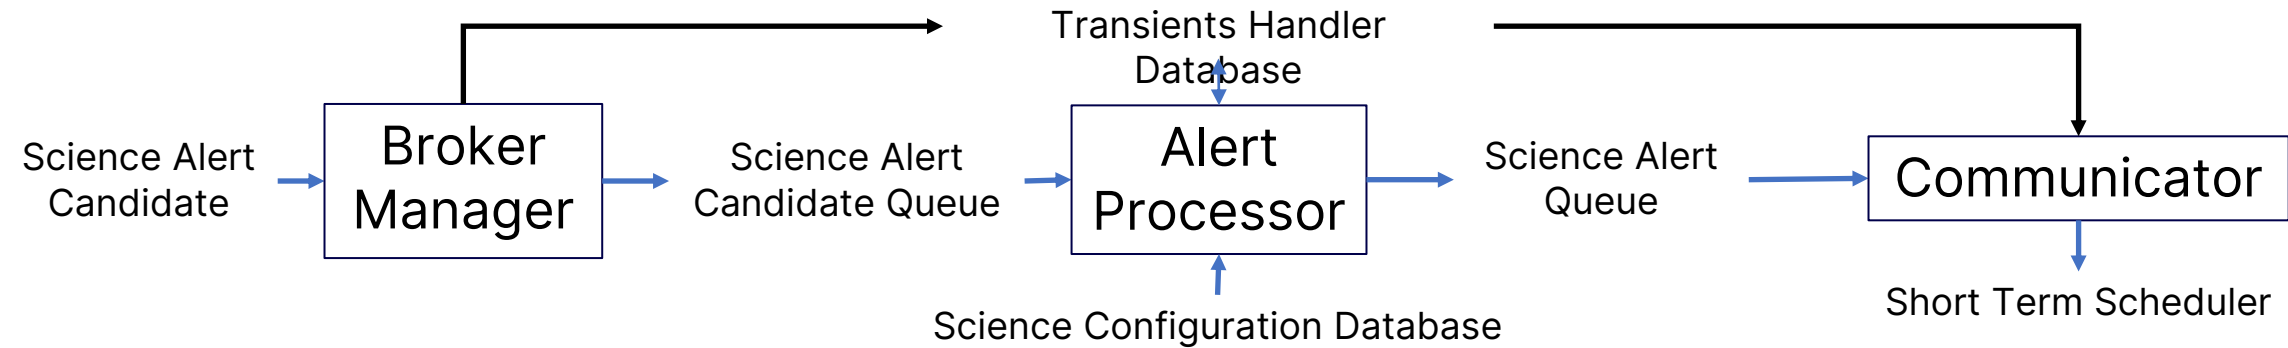 Transients Handler
Database
Science Alert
Candidate
Broker
Manager
Science Alert
Candidate Queue
Alert
Processor
Science Alert
Queue
Communicator
Science Configuration Database
Short Term Scheduler